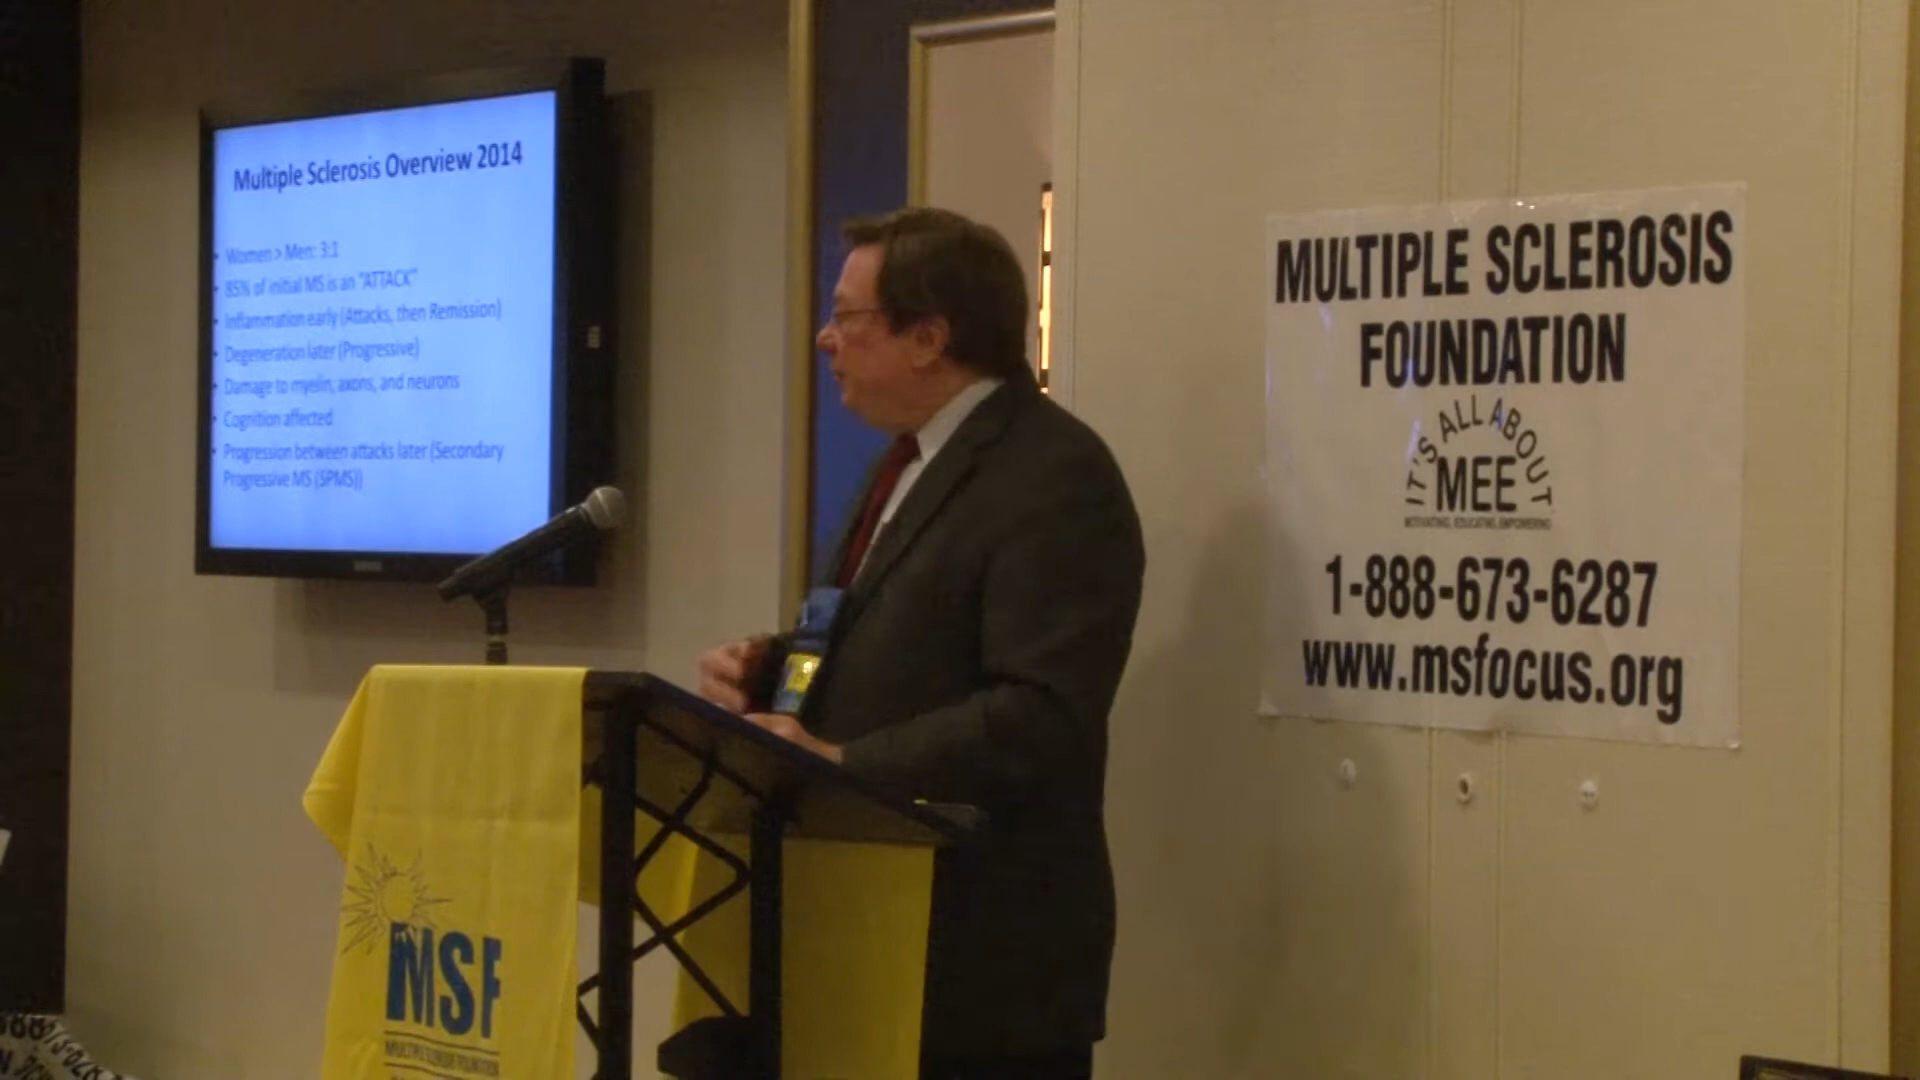 Multiple Sclerosis Overview 2014
• Women > Men: 3:1
• 85% of initial MS is an "ATTACK"
• Inflammation early (Attacks, then Remission)
• Degeneration later (Progressive)
• Damage to myelin, axons, and neurons
• Cognition affected
• Progression between attacks later (Secondary
Progressive MS (SPMS))
MULTIPLE SCLEROSIS
FOUNDATION
IT'S ALL ABOUT
MEE
MOTIVATING, EDUCATING, EMPOWERING
1-888-673-6287
www.msfocus.org
MSF
MULTIPLE SCLEROSIS FOUNDATION